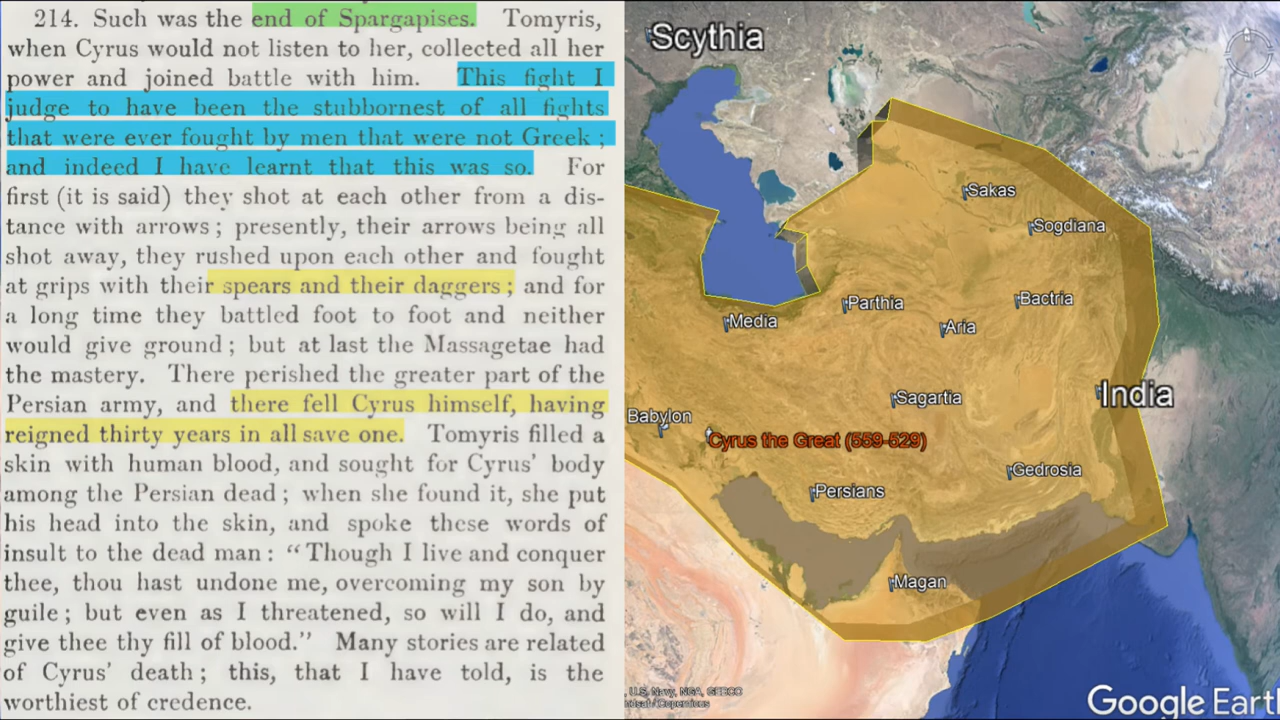 214. Such was the end of Spargapises. Tomyris,
when Cyrus would not listen to her, collected all her
power and joined battle with him. This fight I
judge to have been the stubbornest of all fights
that were ever fought by men that were not Greek;
and indeed I have learnt that this was so. For
first (it is said) they shot at each other from a dis-
tance with arrows; presently, their arrows being all
shot away, they rushed upon each other and fought
at grips with their spears and their daggers; and for
a long time they battled foot to foot and neither
would give ground; but at last the Massagetae had
the mastery. There perished the greater part of the
Persian army, and there fell Cyrus himself, having
reigned thirty years in all save one. Tomyris filled a
skin with human blood, and sought for Cyrus' body
among the Persian dead; when she found it, she put
his head into the skin, and spoke these words of
insult to the dead man: "Though I live and conquer
thee, thou hast undone me, overcoming my son by
guile; but even as I threatened, so will I do, and
give thee thy fill of blood." Many stories are related
of Cyrus' death; this, that I have told, is the
worthiest of credence.
Scythia
Sakas
Sogdiana
Parthia
Bactria
Media
Aria
India
Sagartia
Babylon
Cyrus the Great (559-529)
Gedrosia
Persians
Magan
U.S. Navy, NGA, GEBCO
Copernicus
Google Earth